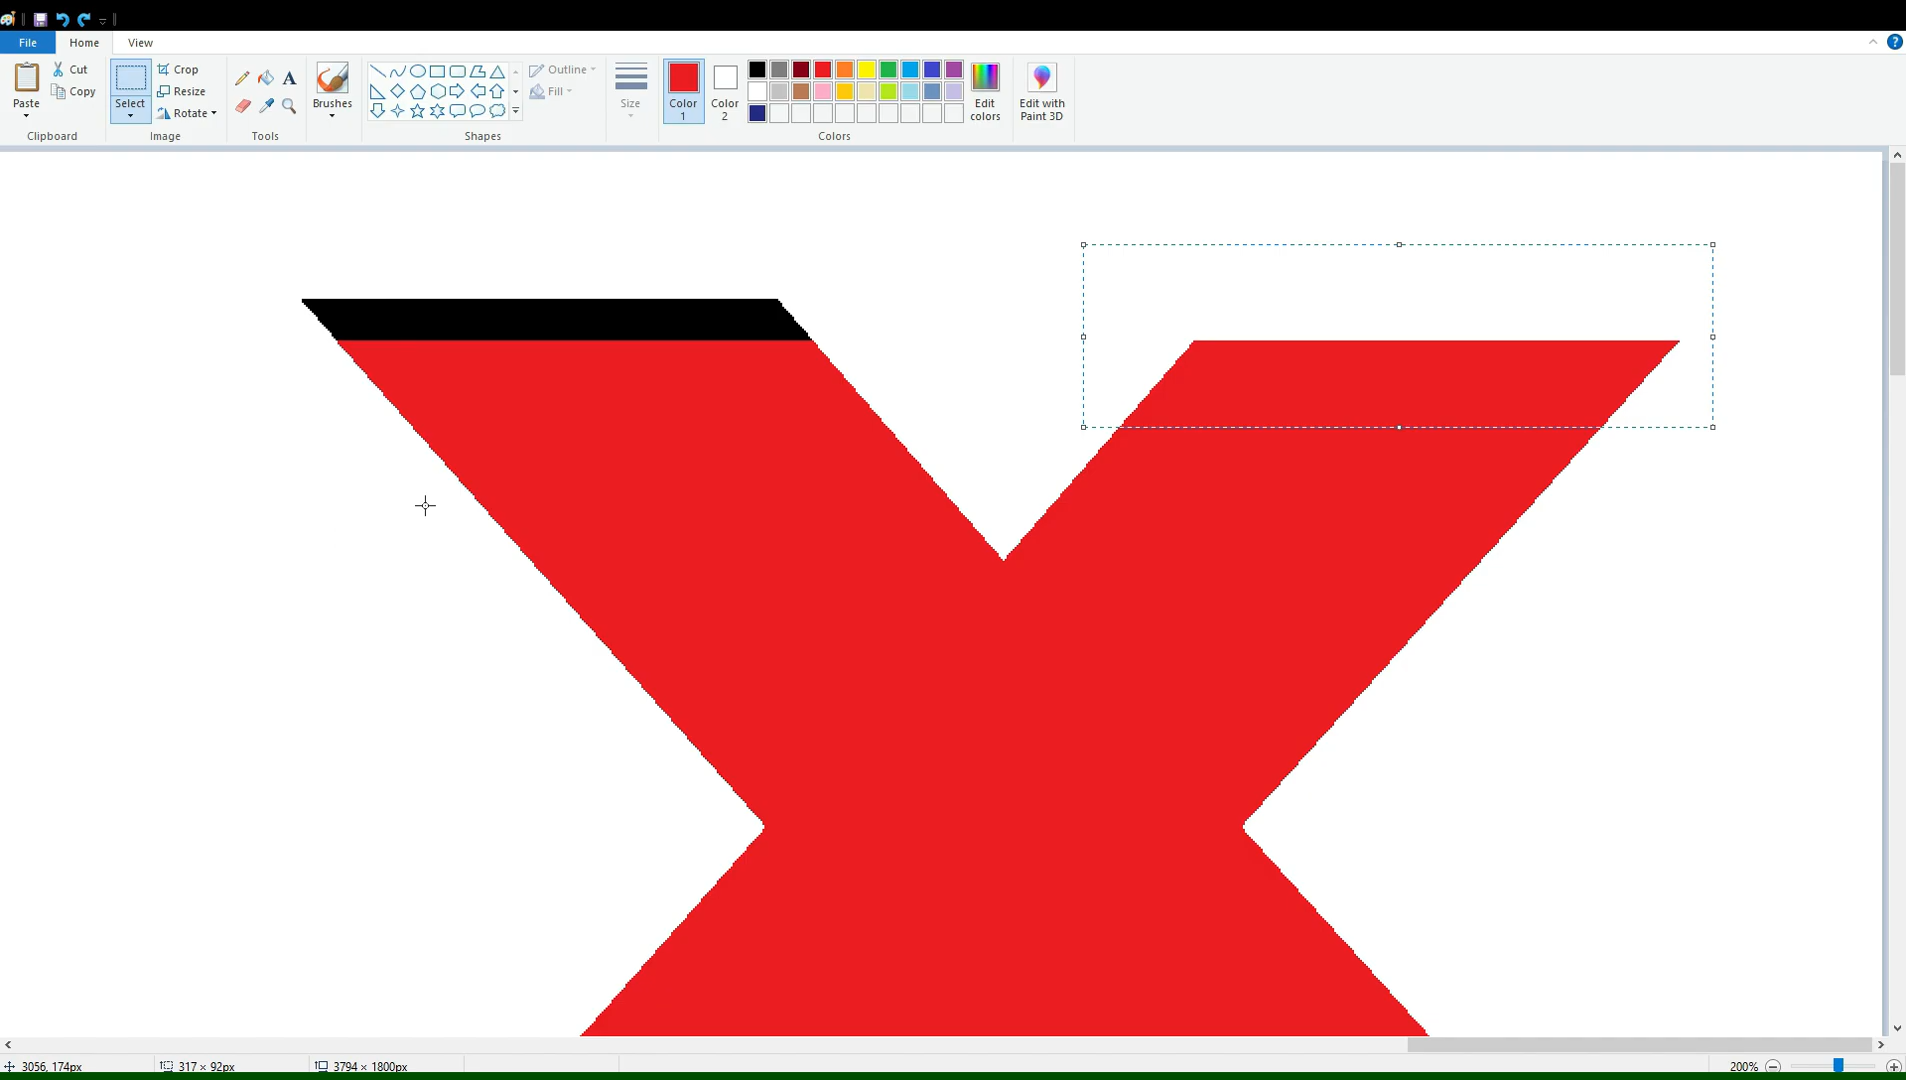 File Home View
Paste
Cut
Copy
Clipboard
Select
Crop
Resize
Rotate
Image
A
Tools
Brushes
Shapes
Outline
Fill
Size
Color 1
Color 2
Edit colors
Colors
Edit with Paint 3D
?
3056, 174px
317 × 92px
3794 × 1800px
200%
X